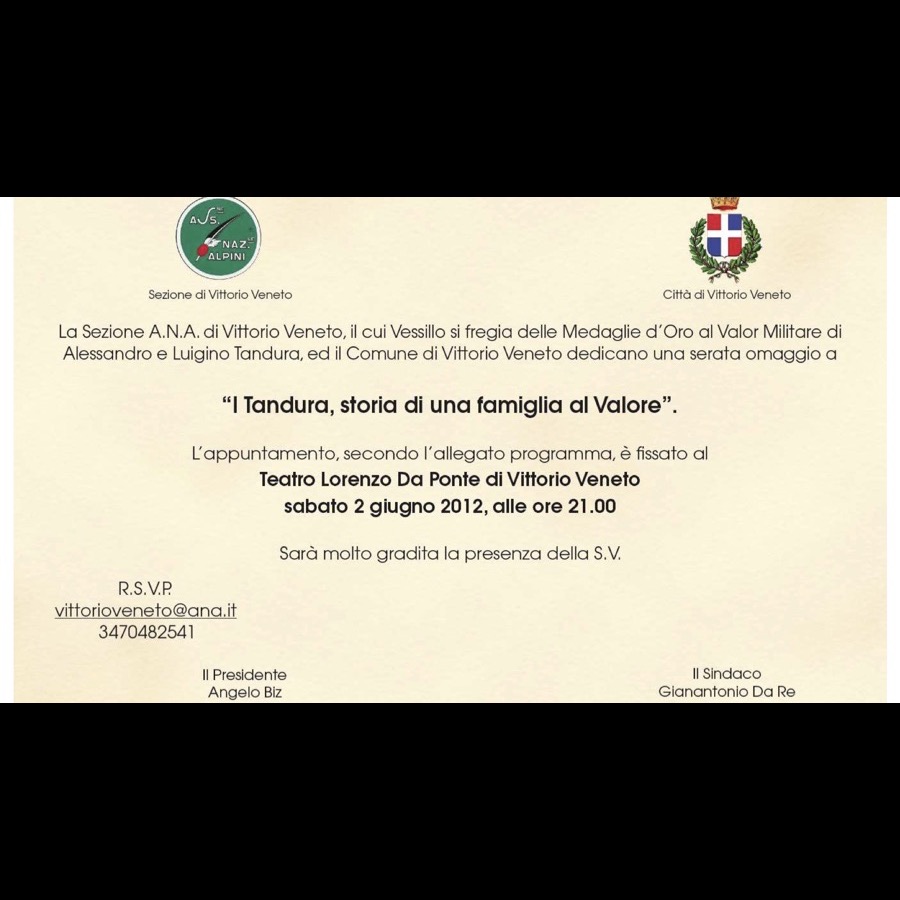 ASS.
NAZ.LE
ALPINI
Sezione di Vittorio Veneto
Città di Vittorio Veneto
La Sezione A.N.A. di Vittorio Veneto, il cui Vessillo si fregia delle Medaglie d'Oro al Valor Militare di
Alessandro e Luigino Tandura, ed il Comune di Vittorio Veneto dedicano una serata omaggio a
“I Tandura, storia di una famiglia al Valore”.
L'appuntamento, secondo l'allegato programma, è fissato al
Teatro Lorenzo Da Ponte di Vittorio Veneto
sabato 2 giugno 2012, alle ore 21.00
Sarà molto gradita la presenza della S.V.
R.S.V.P.
vittorioveneto@ana.it
3470482541
Il Presidente
Angelo Biz
Il Sindaco
Gianantonio Da Re